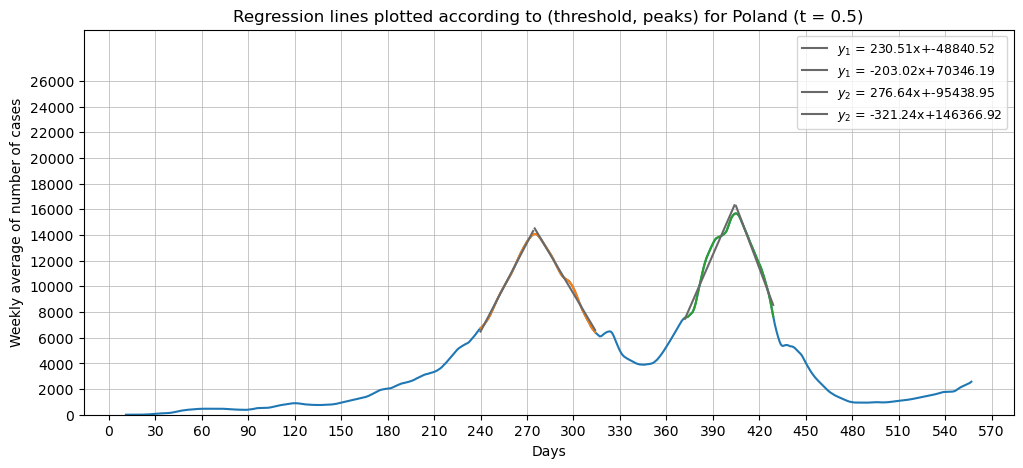 Regression lines plotted according to (threshold, peaks) for Poland (t = 0.5)
y₁ = 230.51x+-48840.52
y₁ = -203.02x+70346.19
y₂ = 276.64x+-95438.95
y₂ = -321.24x+146366.92
Weekly average of number of cases
26000
24000
22000
20000
18000
16000
14000
12000
10000
8000
6000
4000
2000
0
0 30 60 90 120 150 180 210 240 270 300 330 360 390 420 450 480 510 540 570
Days